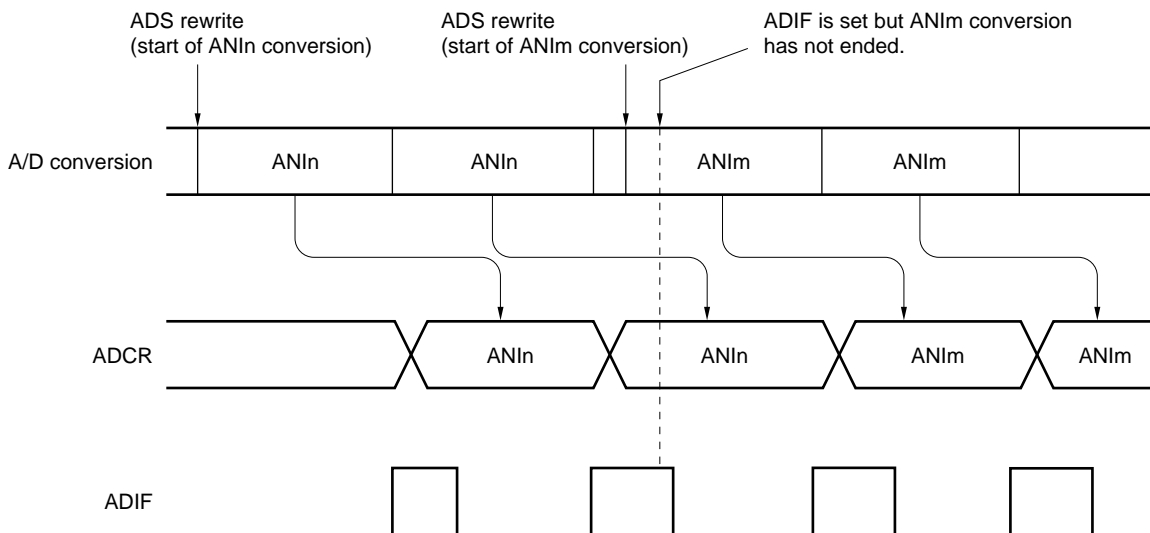 ADS rewrite
(start of ANIn conversion)
ADS rewrite
(start of ANIm conversion)
ADIF is set but ANIm conversion
has not ended.
A/D conversion
ANIn
ANIn
ANIm
ANIm
ADCR
ANIn
ANIn
ANIm
ANIm
ADIF